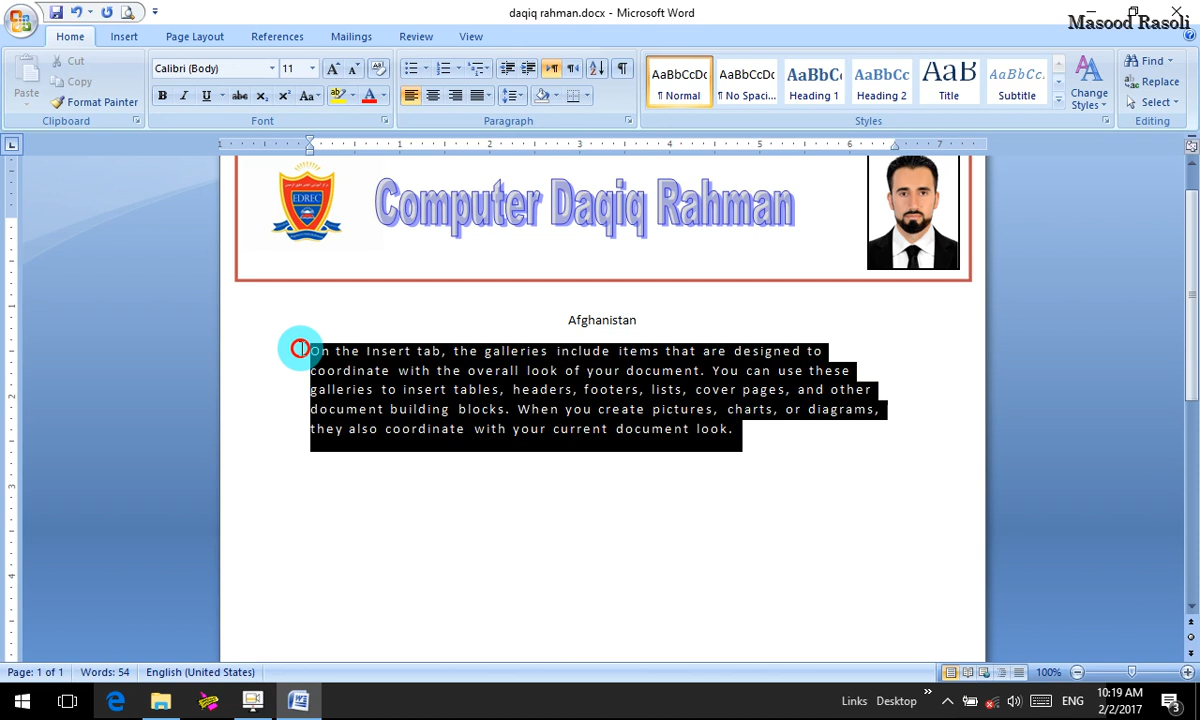 daqiq rahman.docx - Microsoft Word
Masood Rasoli
Home Insert Page Layout References Mailings Review View
Paste
Cut
Copy
Format Painter
Clipboard
Calibri (Body) 11
Font
Paragraph
AaBbCcDc
¶ Normal
AaBbCcDc
¶ No Spaci...
AaBbC
Heading 1
AaBbCc
Heading 2
AaB
Title
AaBbCc.
Subtitle
Change
Styles
Styles
Find
Replace
Select
Editing
EDREC
Computer Daqiq Rahman
Afghanistan
On the Insert tab, the galleries include items that are designed to
coordinate with the overall look of your document. You can use these
galleries to insert tables, headers, footers, lists, cover pages, and other
document building blocks. When you create pictures, charts, or diagrams,
they also coordinate with your current document look.
Page: 1 of 1 Words: 54 English (United States) 100%
Links Desktop ENG 10:19 AM
2/2/2017 3